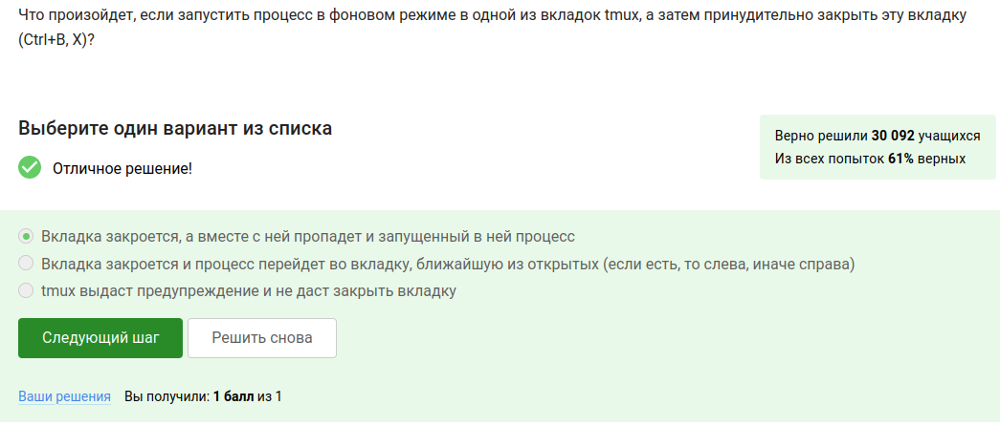 Что произойдет, если запустить процесс в фоновом режиме в одной из вкладок tmux, а затем принудительно закрыть эту вкладку
(Ctrl+B, X)?
Выберите один вариант из списка
Верно решили 30 092 учащихся
Из всех попыток 61% верных
Отличное решение!
Вкладка закроется, а вместе с ней пропадет и запущенный в ней процесс
Вкладка закроется и процесс перейдет во вкладку, ближайшую из открытых (если есть, то слева, иначе справа)
tmux выдаст предупреждение и не даст закрыть вкладку
Следующий шаг
Решить снова
Ваши решения Вы получили: 1 балл из 1